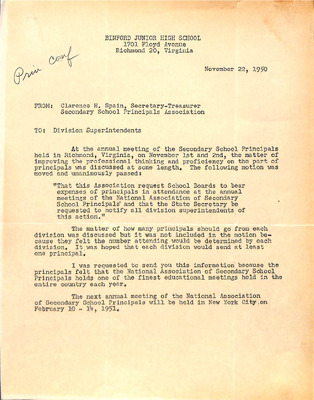 BINFORD JUNIOR HIGH SCHOOL
1701 Floyd Avenue
Richmond 20, Virginia
Prin conf
November 22, 1950
FROM: Clarence H. Spain, Secretary-Treasurer
Secondary School Principals Association
TO: Division Superintendents
At the annual meeting of the Secondary School Principals
held in Richmond, Virginia, on November 1st and 2nd, the matter of
improving the professional thinking and proficiency on the part of
principals was discussed at some length. The following motion was
moved and unanimously passed:
"That this Association request School Boards to bear
expenses of principals in attendance at the annual
meetings of the National Association of Secondary
School Principals and that the State Secretary be
requested to notify all division superintendents of
this action."
The matter of how many principals should go from each
division was discussed but it was not included in the motion be-
cause they felt the number attending would be determined by each
division. It was hoped that each division would send at least
one principal.
I was requested to send you this information because the
principals felt that the National Association of Secondary School
Principals holds one of the finest educational meetings held in the
entire country each year.
The next annual meeting of the National Association
of Secondary School Principals will be held in New York City on
February 10 - 14, 1951.